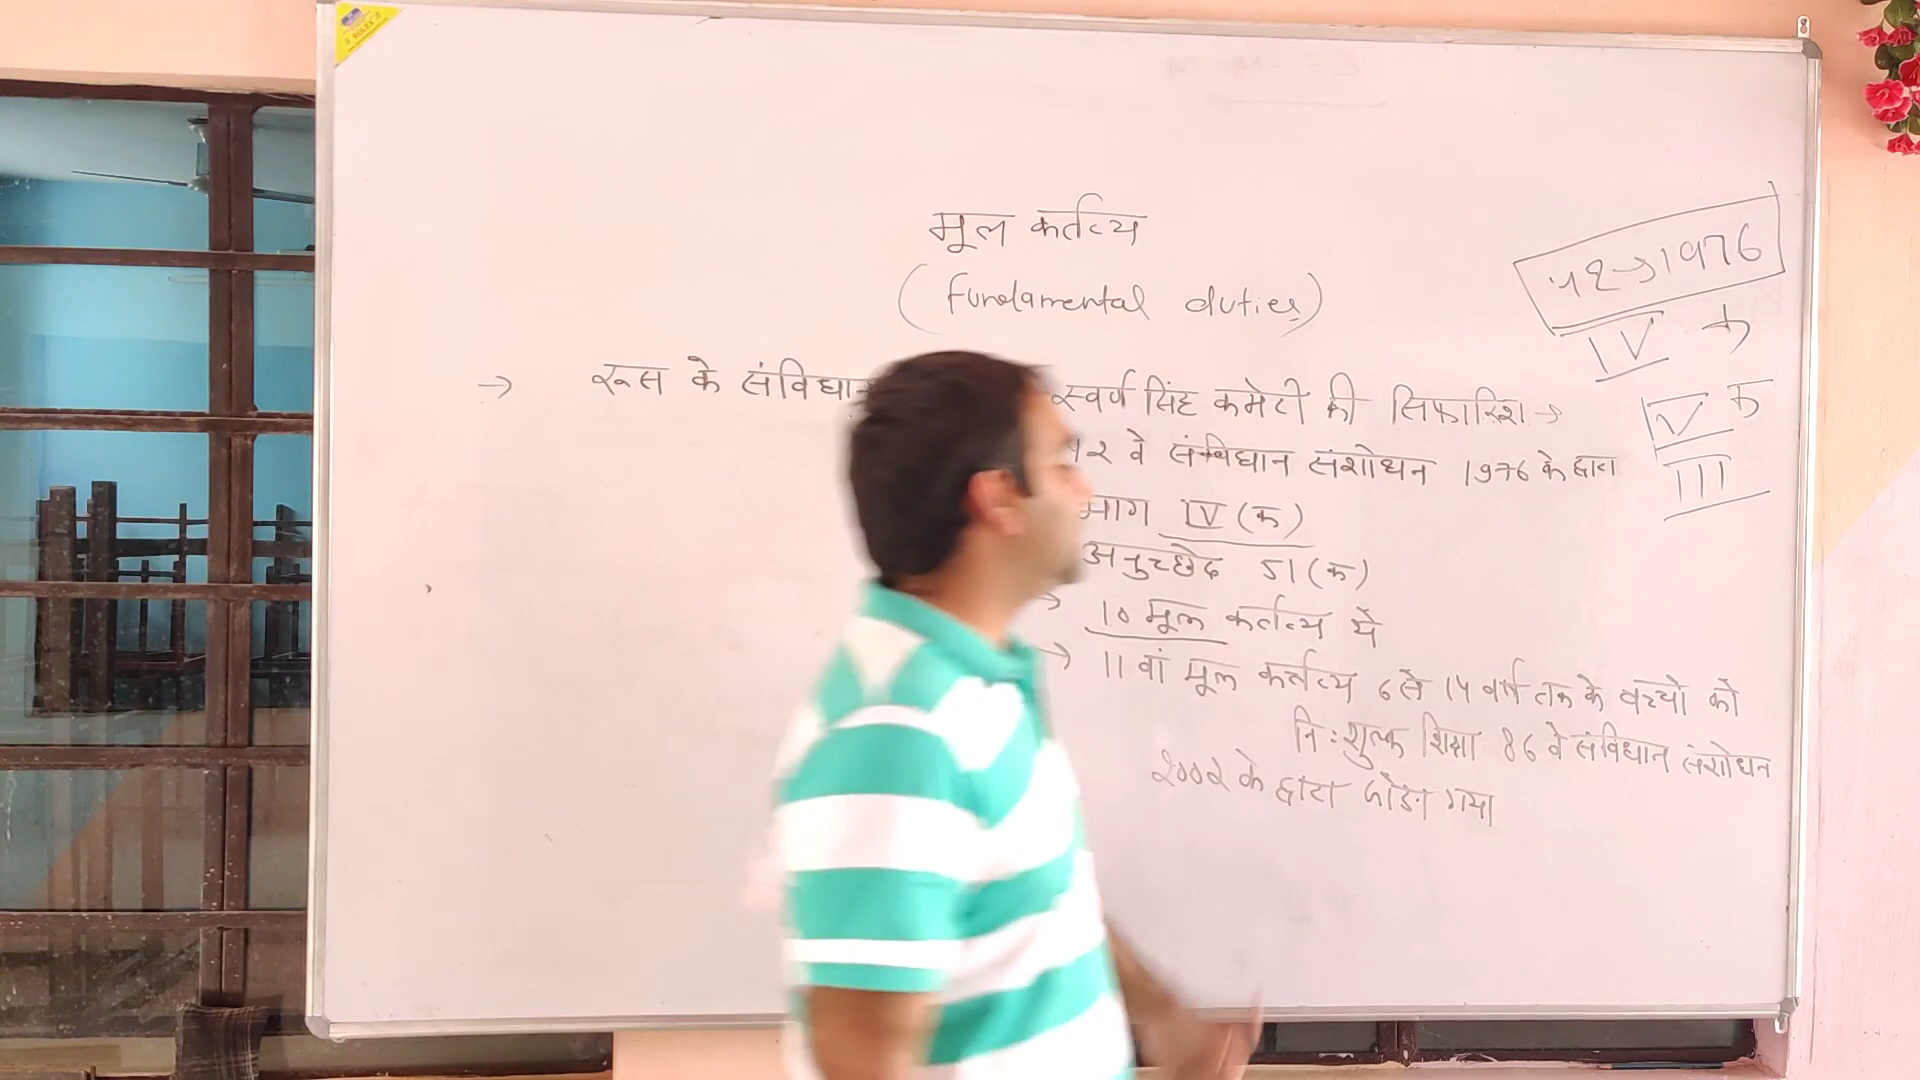 मूल कर्तव्य
(fundamental duties)
→ रूस के संविधान
स्वर्ण सिंह कमेटी की सिफारिश →
42 वे संविधान संशोधन 1976 के द्वारा
भाग IV (क)
अनुच्छेद 51 (क)
→ 10 मूल कर्तव्य थे
→ 11 वां मूल कर्तव्य 6 से 14 वर्ष तक के बच्चो को
नि:शुल्क शिक्षा 86 वे संविधान संशोधन
2002 के द्वारा जोडा गया
42→1976
IV क
V क
III